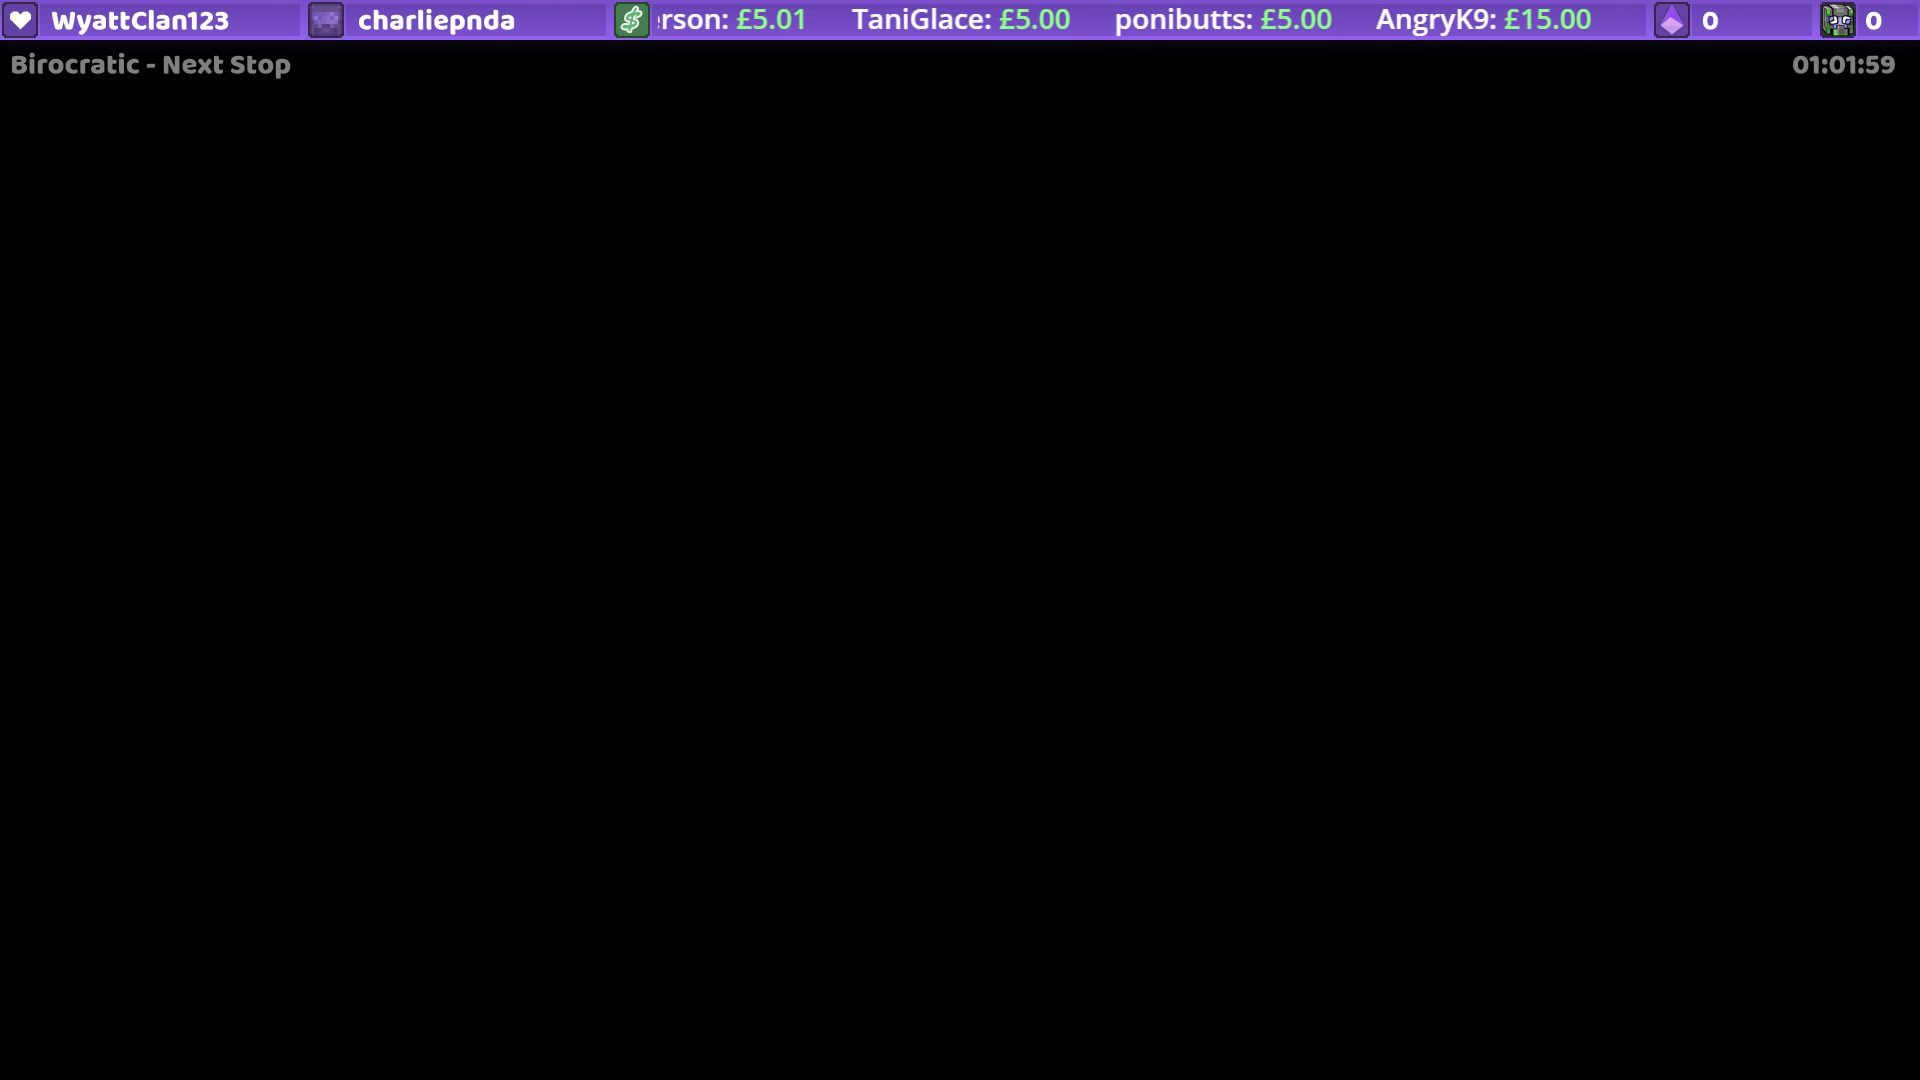 WyattClan123 charliepnda rson: £5.01 TaniGlace: £5.00 ponibutts: £5.00 AngryK9: £15.00 0 0
Birocratic - Next Stop 01:01:59